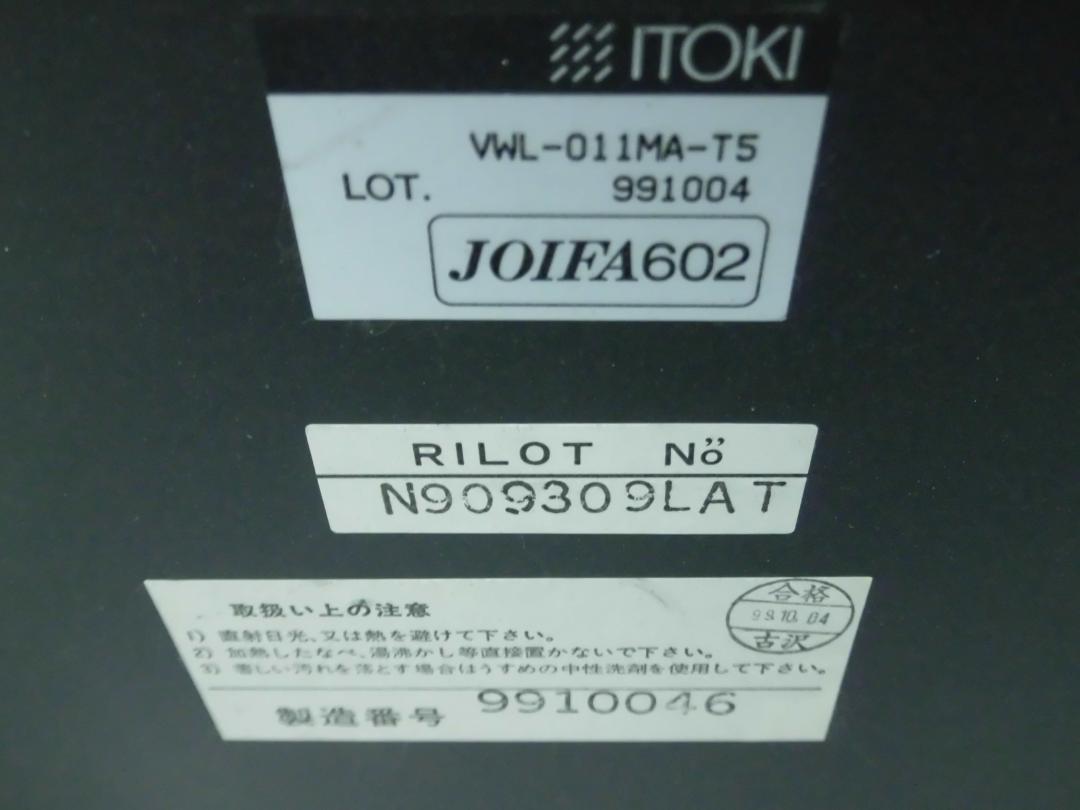 ITOKI
VWL-011MA-T5
LOT. 991004
JOIFA602
RILOT No
N909309LAT
取扱い上の注意
1) 直射日光、又は熱を避けて下さい。
2) 加熱したなべ、湯沸かし等直接置かないで下さい。
3) 著しい汚れを落とす場合はうすめの中性洗剤を使用して下さい。
合格
99.10.04
古沢
製造番号 9910046